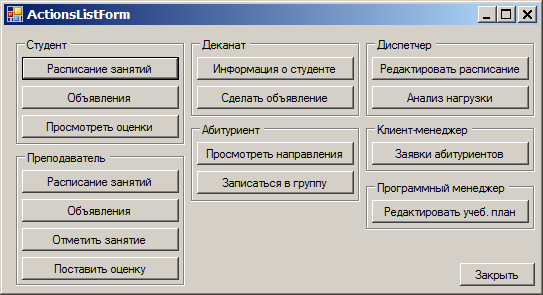 ActionsListForm
Студент
Расписание занятий
Объявления
Просмотреть оценки
Преподаватель
Расписание занятий
Объявления
Отметить занятие
Поставить оценку
Деканат
Информация о студенте
Сделать объявление
Абитуриент
Просмотреть направления
Записаться в группу
Диспетчер
Редактировать расписание
Анализ нагрузки
Клиент-менеджер
Заявки абитуриентов
Программный менеджер
Редактировать учеб. план
Закрыть